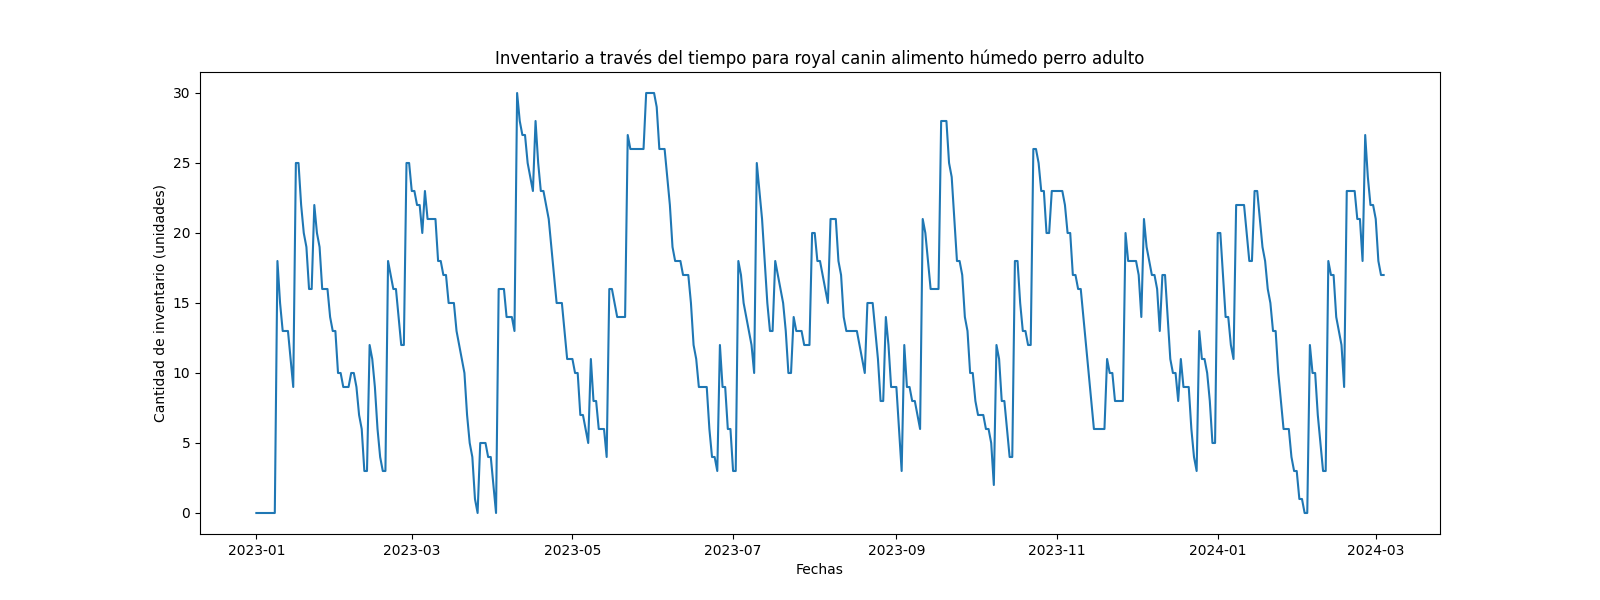 Inventario a través del tiempo para royal canin alimento húmedo perro adulto
Cantidad de inventario (unidades)
30
25
20
15
10
5
0
2023-01 2023-03 2023-05 2023-07 2023-09 2023-11 2024-01 2024-03
Fechas